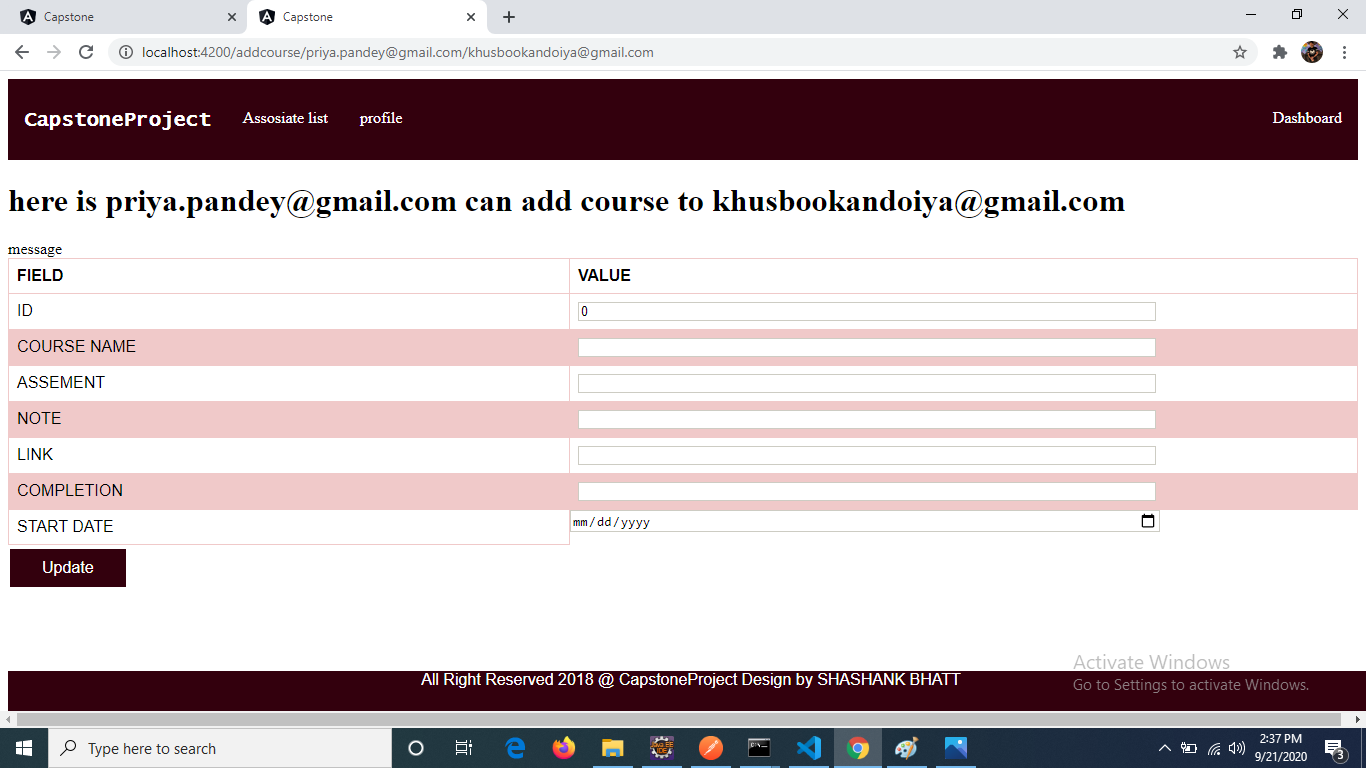 Capstone
Capstone
localhost:4200/addcourse/priya.pandey@gmail.com/khusbookandoiya@gmail.com
CapstoneProject Assosiate list profile Dashboard
here is priya.pandey@gmail.com can add course to khusbookandoiya@gmail.com
message
FIELD VALUE
ID 0
COURSE NAME
ASSEMENT
NOTE
LINK
COMPLETION
START DATE mm/dd/yyyy
Update
Activate Windows
Go to Settings to activate Windows.
All Right Reserved 2018 @ CapstoneProject Design by SHASHANK BHATT
Type here to search
2:37 PM
9/21/2020
3